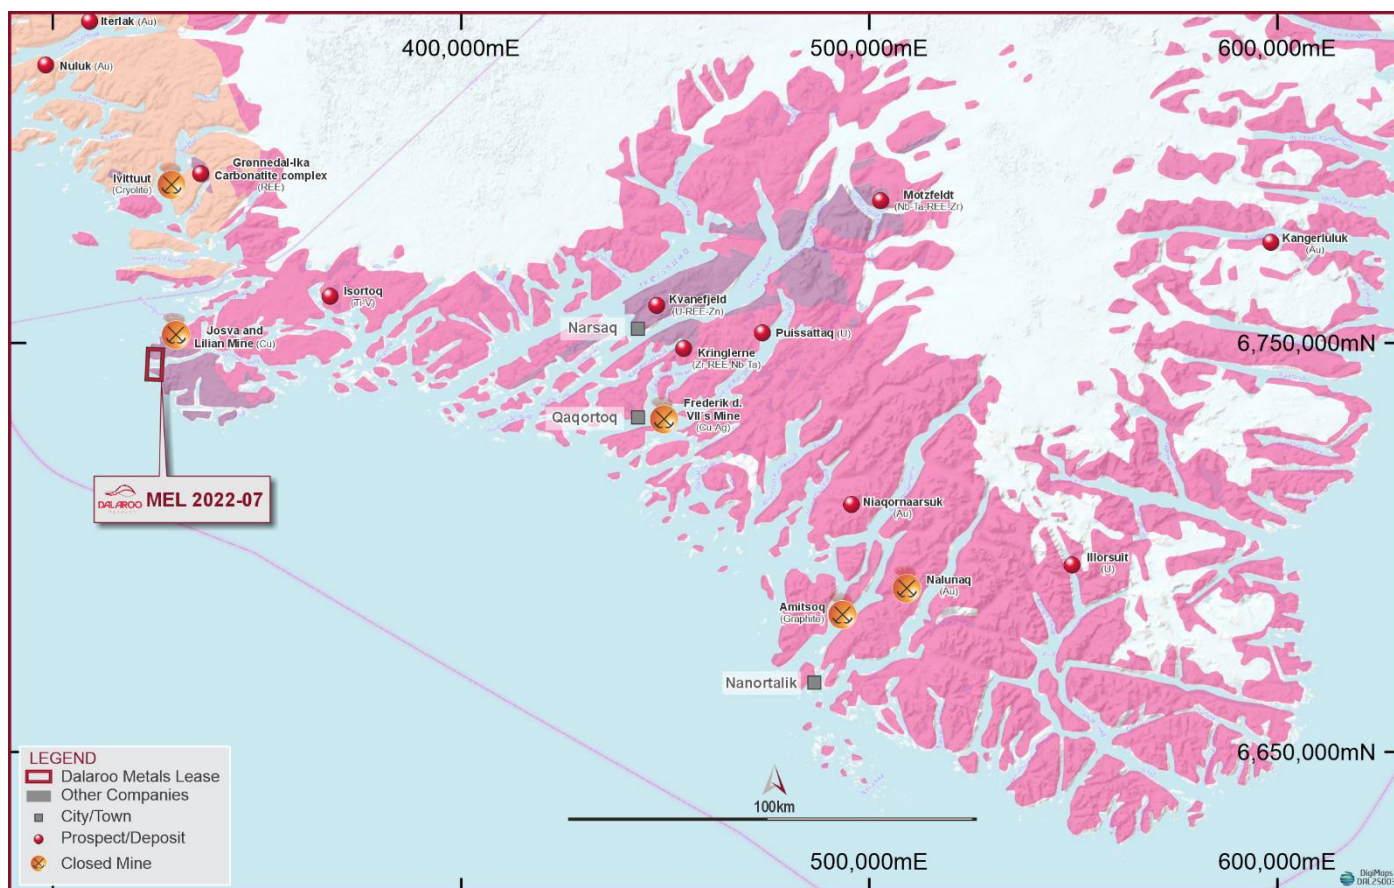 Iterlak (Au)
400,000mE
500,000mE
600,000mE
Nuluk (Au)
Grønnedal-Ika
Carbonatite complex
(REE)
Ivittuut
(Cryolite)
Motzfeldt
(Nb-Ta-REE-Zr)
Kangerluluk
(Au)
Isortoq
(Ti-V)
Kvanefjeld
(U-REE-Zn)
Narsaq
Josva and
Lilian Mine (Cu)
Puissattaq (U)
6,750,000mN
Kringlerne
(Zr-REE-Nb-Ta)
Qaqortoq
Frederik d.
VII's Mine
(Cu-Ag)
DALAROO
METALS
MEL 2022-07
Niaqornaarsuk
(Au)
Illorsuit
(U)
Nalunaq
(Au)
Amitsoq
(Graphite)
Nanortalik
6,650,000mN
LEGEND
Dalaroo Metals Lease
Other Companies
City/Town
Prospect/Deposit
Closed Mine
100km
500,000mE
600,000mE
DigiMaps